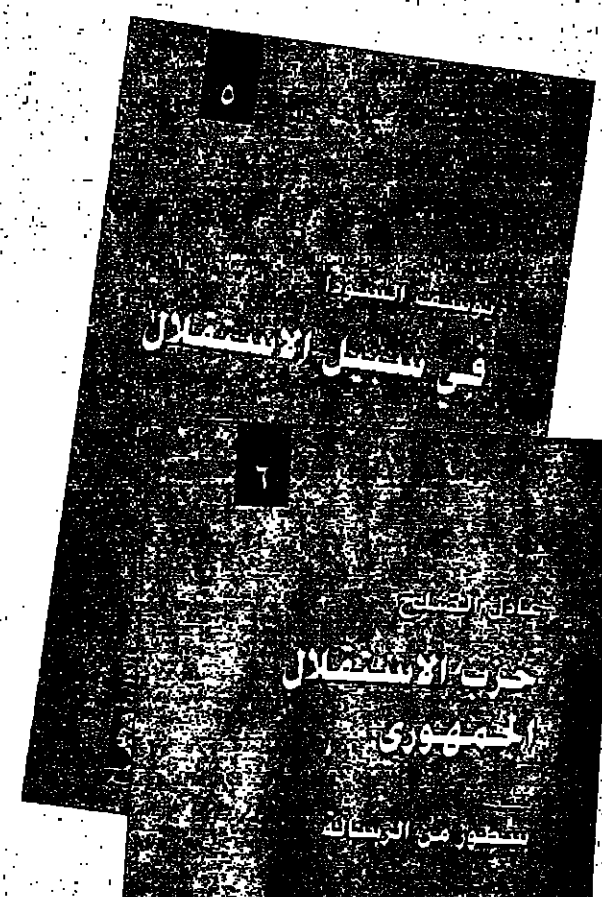 ٥
يوسف السودا
في سبيل الاستقلال
٦
عادل الصلح
حزب الاستقلال
الجمهوري
سطور من الرسالة